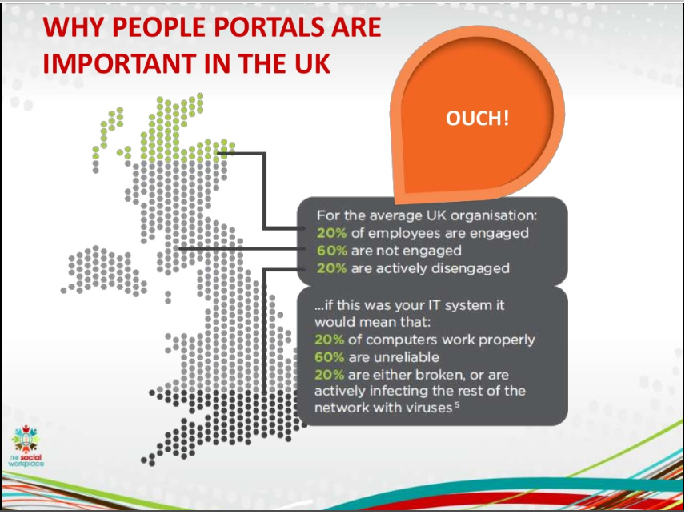 WHY PEOPLE PORTALS ARE
IMPORTANT IN THE UK
OUCH!
For the average UK organisation:
20% of employees are engaged
60% are not engaged
20% are actively disengaged
...if this was your IT system it
would mean that:
20% of computers work properly
60% are unreliable
20% are either broken, or are
actively infecting the rest of the
network with viruses 5
social
workplace